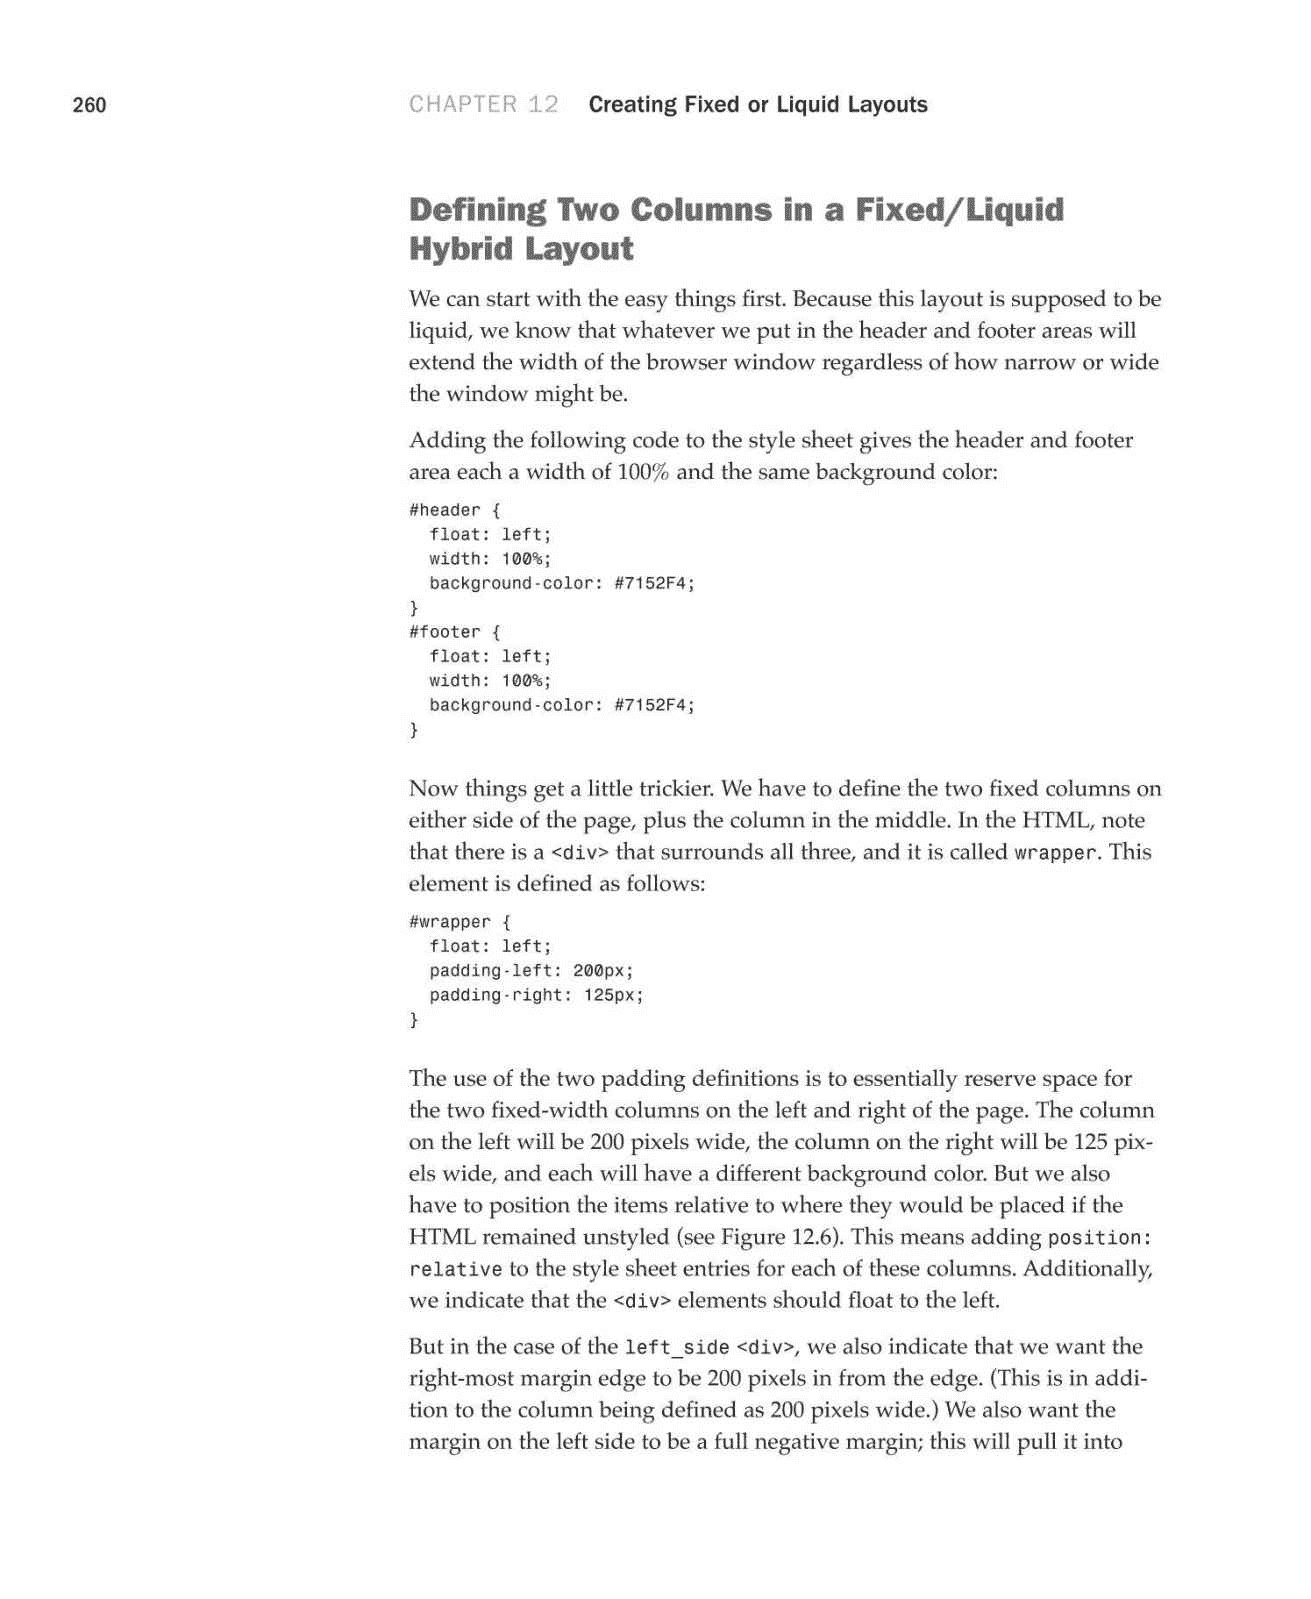 260 CHAPTER 12 Creating Fixed or Liquid Layouts
Defining Two Columns in a Fixed/Liquid
Hybrid Layout
We can start with the easy things first. Because this layout is supposed to be
liquid, we know that whatever we put in the header and footer areas will
extend the width of the browser window regardless of how narrow or wide
the window might be.
Adding the following code to the style sheet gives the header and footer
area each a width of 100% and the same background color:
#header {
  float: left;
  width: 100%;
  background-color: #7152F4;
}
#footer {
  float: left;
  width: 100%;
  background-color: #7152F4;
}
Now things get a little trickier. We have to define the two fixed columns on
either side of the page, plus the column in the middle. In the HTML, note
that there is a <div> that surrounds all three, and it is called wrapper. This
element is defined as follows:
#wrapper {
  float: left;
  padding-left: 200px;
  padding-right: 125px;
}
The use of the two padding definitions is to essentially reserve space for
the two fixed-width columns on the left and right of the page. The column
on the left will be 200 pixels wide, the column on the right will be 125 pix-
els wide, and each will have a different background color. But we also
have to position the items relative to where they would be placed if the
HTML remained unstyled (see Figure 12.6). This means adding position:
relative to the style sheet entries for each of these columns. Additionally,
we indicate that the <div> elements should float to the left.
But in the case of the left_side <div>, we also indicate that we want the
right-most margin edge to be 200 pixels in from the edge. (This is in addi-
tion to the column being defined as 200 pixels wide.) We also want the
margin on the left side to be a full negative margin; this will pull it into